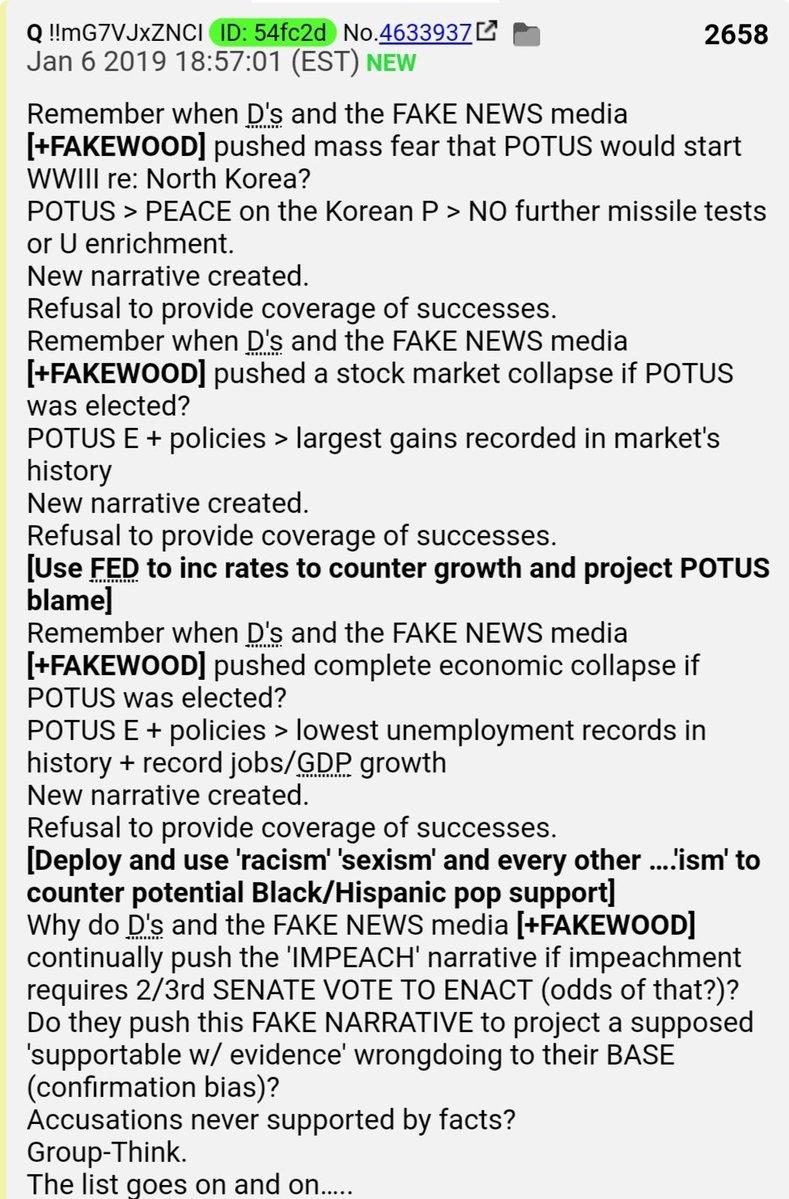 Q !!mG7VJxZNCI ID: 54fc2d No.4633937 2658
Jan 6 2019 18:57:01 (EST) NEW
Remember when D's and the FAKE NEWS media
[+FAKEWOOD] pushed mass fear that POTUS would start
WWIII re: North Korea?
POTUS > PEACE on the Korean P > NO further missile tests
or U enrichment.
New narrative created.
Refusal to provide coverage of successes.
Remember when D's and the FAKE NEWS media
[+FAKEWOOD] pushed a stock market collapse if POTUS
was elected?
POTUS E + policies > largest gains recorded in market's
history
New narrative created.
Refusal to provide coverage of successes.
[Use FED to inc rates to counter growth and project POTUS
blame]
Remember when D's and the FAKE NEWS media
[+FAKEWOOD] pushed complete economic collapse if
POTUS was elected?
POTUS E + policies > lowest unemployment records in
history + record jobs/GDP growth
New narrative created.
Refusal to provide coverage of successes.
[Deploy and use 'racism' 'sexism' and every other ….'ism' to
counter potential Black/Hispanic pop support]
Why do D's and the FAKE NEWS media [+FAKEWOOD]
continually push the 'IMPEACH' narrative if impeachment
requires 2/3rd SENATE VOTE TO ENACT (odds of that?)?
Do they push this FAKE NARRATIVE to project a supposed
'supportable w/ evidence' wrongdoing to their BASE
(confirmation bias)?
Accusations never supported by facts?
Group-Think.
The list goes on and on…..